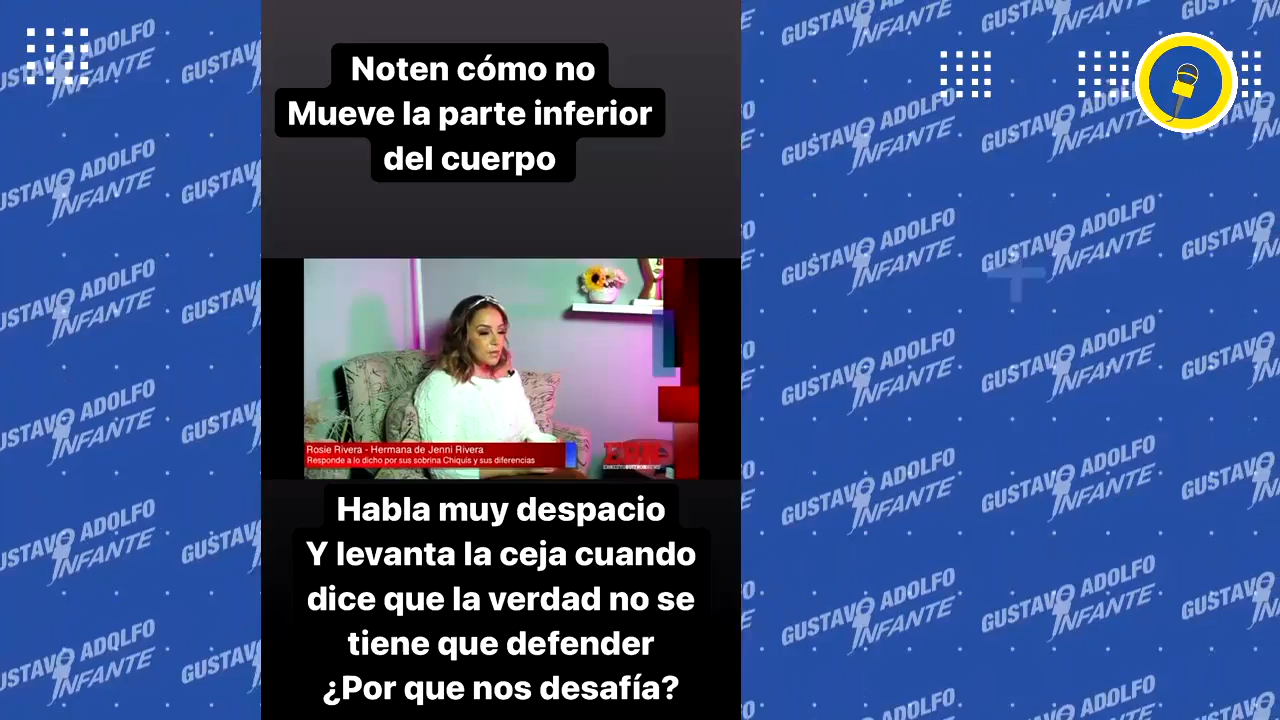 Noten cómo no
Mueve la parte inferior
del cuerpo
Rosie Rivera - Hermana de Jenni Rivera
Responde a lo dicho por sus sobrina Chiquis y sus diferencias
Habla muy despacio
Y levanta la ceja cuando
dice que la verdad no se
tiene que defender
¿Por que nos desafía?
GUSTAVO ADOLFO
INFANTE